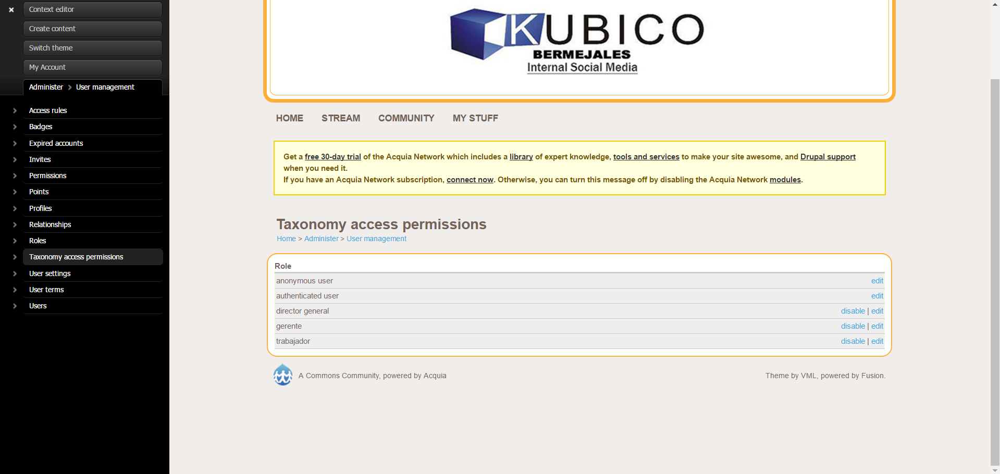 Context editor
Create content
Switch theme
My Account
Administer > User management
Access rules
Badges
Expired accounts
Invites
Permissions
Points
Profiles
Relationships
Roles
Taxonomy access permissions
User settings
User terms
Users
KUBICO
BERMEJALES
Internal Social Media
HOME STREAM COMMUNITY MY STUFF
Get a free 30-day trial of the Acquia Network which includes a library of expert knowledge, tools and services to make your site awesome, and Drupal support
when you need it.
If you have an Acquia Network subscription, connect now. Otherwise, you can turn this message off by disabling the Acquia Network modules.
Taxonomy access permissions
Home > Administer > User management
Role
anonymous user edit
authenticated user edit
director general disable | edit
gerente disable | edit
trabajador disable | edit
A Commons Community, powered by Acquia Theme by VML, powered by Fusion.